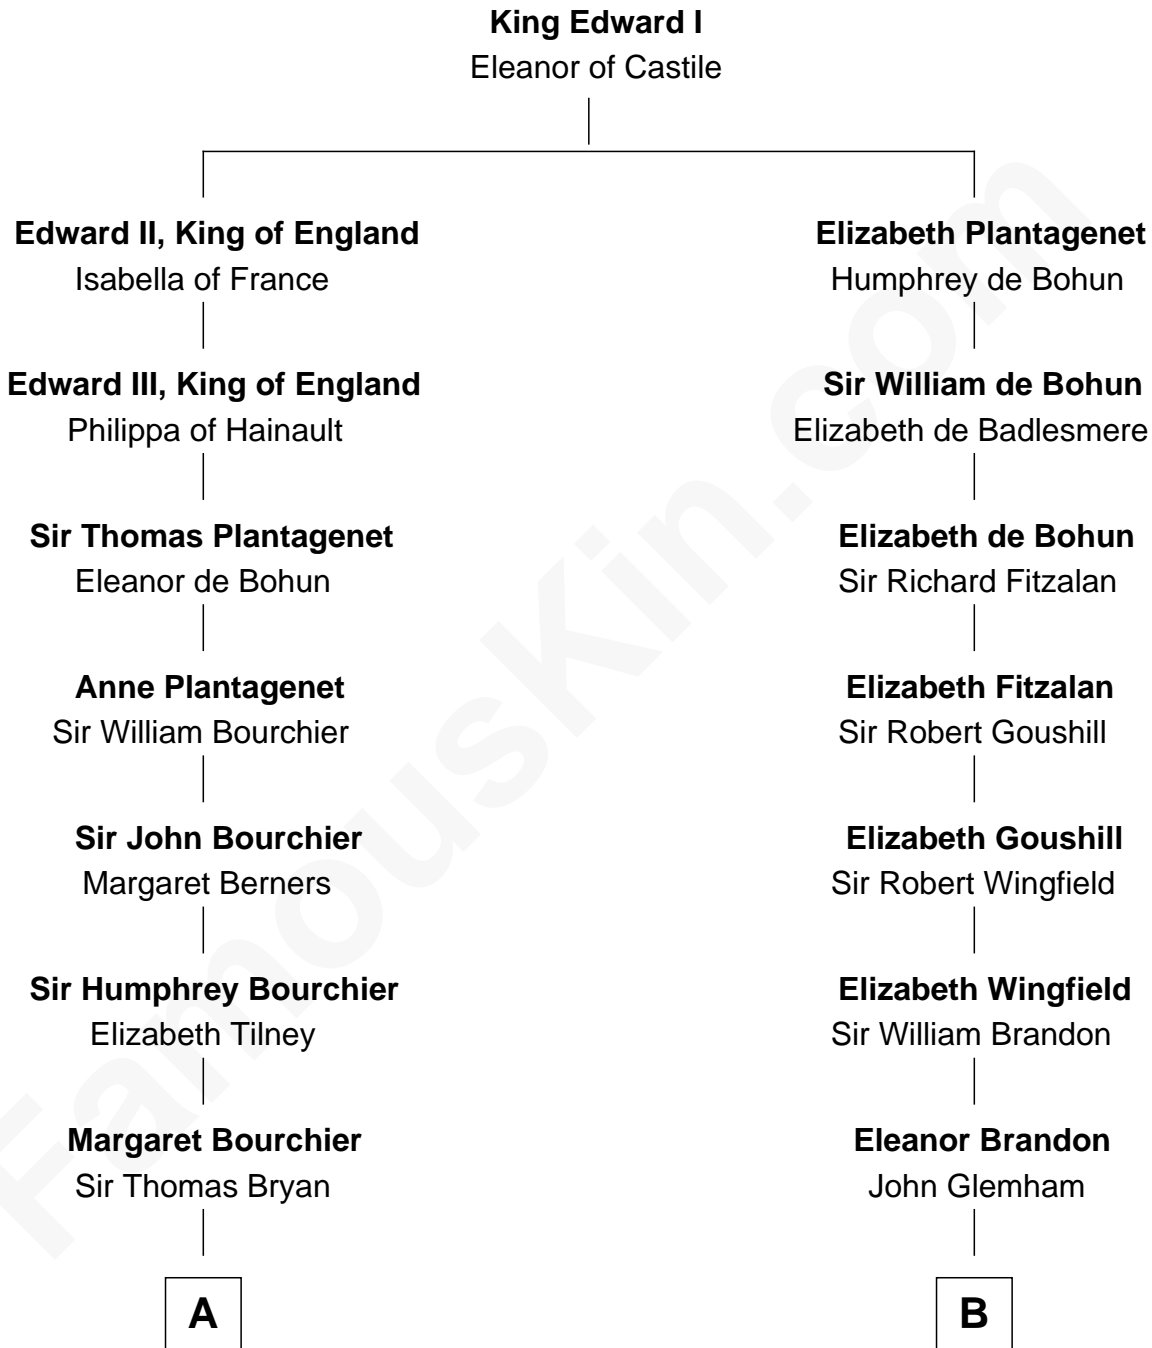 King Edward I
Eleanor of Castile
Edward II, King of England
Isabella of France
Elizabeth Plantagenet
Humphrey de Bohun
Edward III, King of England
Philippa of Hainault
Sir William de Bohun
Elizabeth de Badlesmere
Sir Thomas Plantagenet
Eleanor de Bohun
Elizabeth de Bohun
Sir Richard Fitzalan
Anne Plantagenet
Sir William Bourchier
Elizabeth Fitzalan
Sir Robert Goushill
Sir John Bourchier
Margaret Berners
Elizabeth Goushill
Sir Robert Wingfield
Sir Humphrey Bourchier
Elizabeth Tilney
Elizabeth Wingfield
Sir William Brandon
Margaret Bourchier
Sir Thomas Bryan
Eleanor Brandon
John Glemham
A
B
FamousKin.com